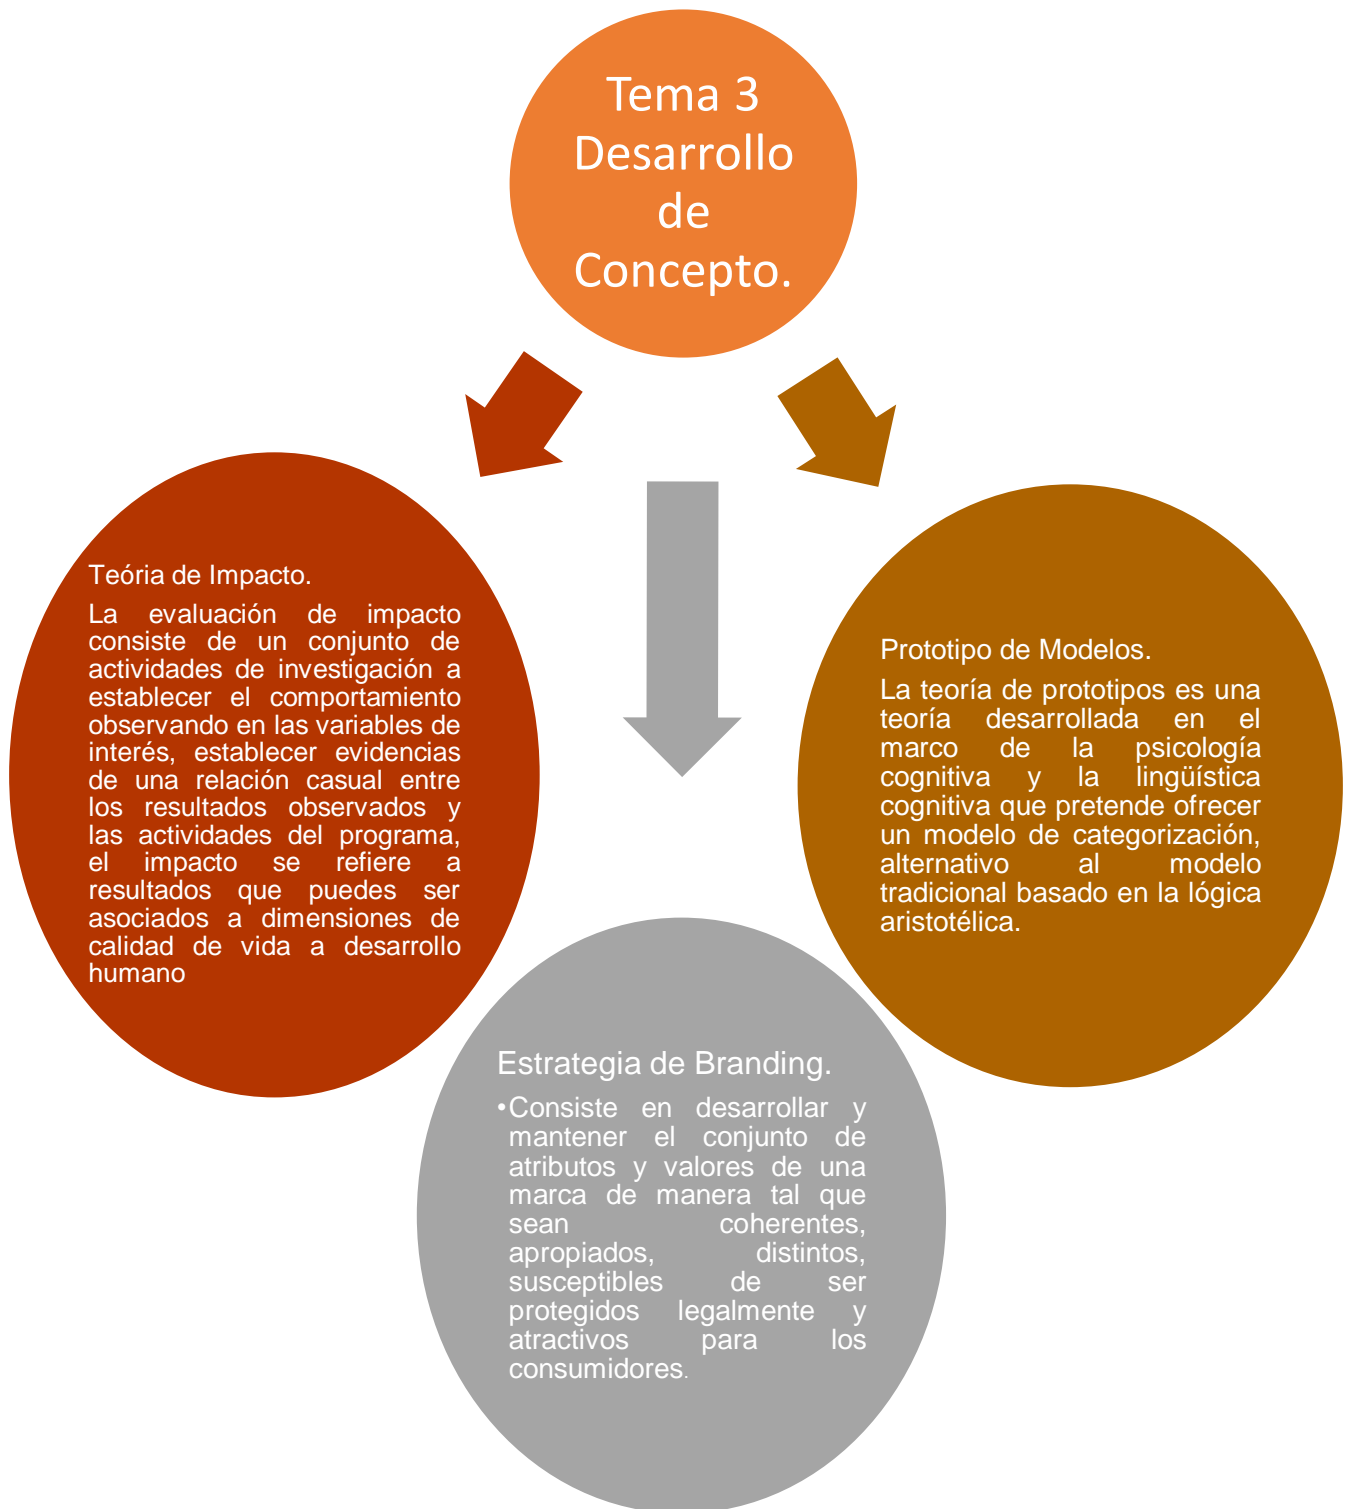 Tema 3
Desarrollo
de
Concepto.
Teória de Impacto.
La evaluación de impacto
consiste de un conjunto de
actividades de investigación a
establecer el comportamiento
observando en las variables de
interés, establecer evidencias
de una relación casual entre
los resultados observados y
las actividades del programa,
el impacto se refiere a
resultados que puedes ser
asociados a dimensiones de
calidad de vida a desarrollo
humano
Prototipo de Modelos.
La teoría de prototipos es una
teoría desarrollada en el
marco de la psicología
cognitiva y la lingüística
cognitiva que pretende ofrecer
un modelo de categorización,
alternativo al modelo
tradicional basado en la lógica
aristotélica.
Estrategia de Branding.
•Consiste en desarrollar y
mantener el conjunto de
atributos y valores de una
marca de manera tal que
sean coherentes,
apropiados, distintos,
susceptibles de ser
protegidos legalmente y
atractivos para los
consumidores.